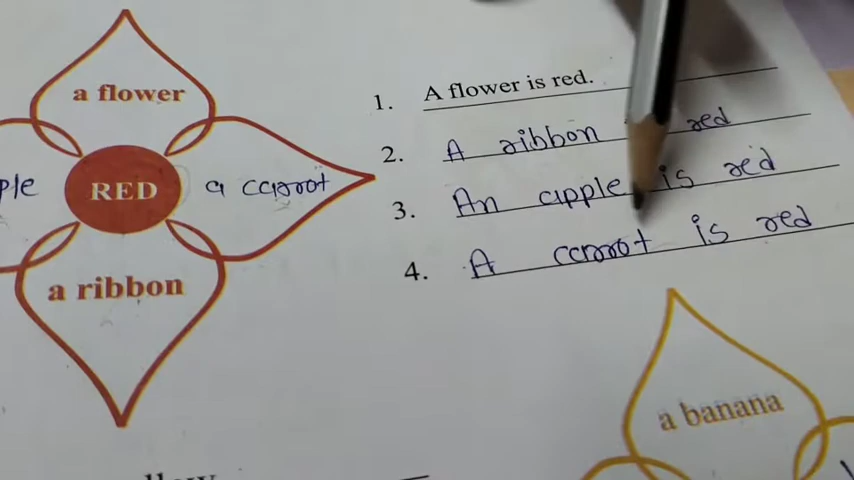 a flower
RED
a carrot
a ribbon
1. A flower is red.
2. A ribbon red
3. An apple is red
4. A carrot is red
a banana